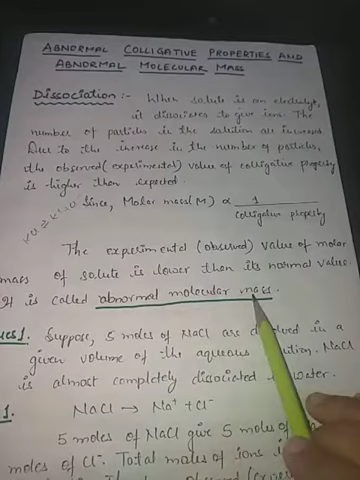 ABNORMAL COLLIGATIVE PROPERTIES AND
ABNORMAL MOLECULAR MASS
Dissociation :- When solute is an electrolyte,
it dissociates to give ions. The
number of particles in the solution are increased.
Due to the increase in the number of particles,
the observed (experimental) value of colligative property
is higher than expected.
Since, Molar mass (M) ∝ 1
colligative property
The experimental (observed) value of molar
mass of solute is lower than its normal value.
It is called abnormal molecular mass.
Ques 1. Suppose, 5 moles of NaCl are in a
given volume of the aqueous NaCl
is almost completely dissociated water.
1. NaCl → Na+ + Cl-
5 moles of NaCl give 5 moles of
moles of Cl-. Total moles of ions